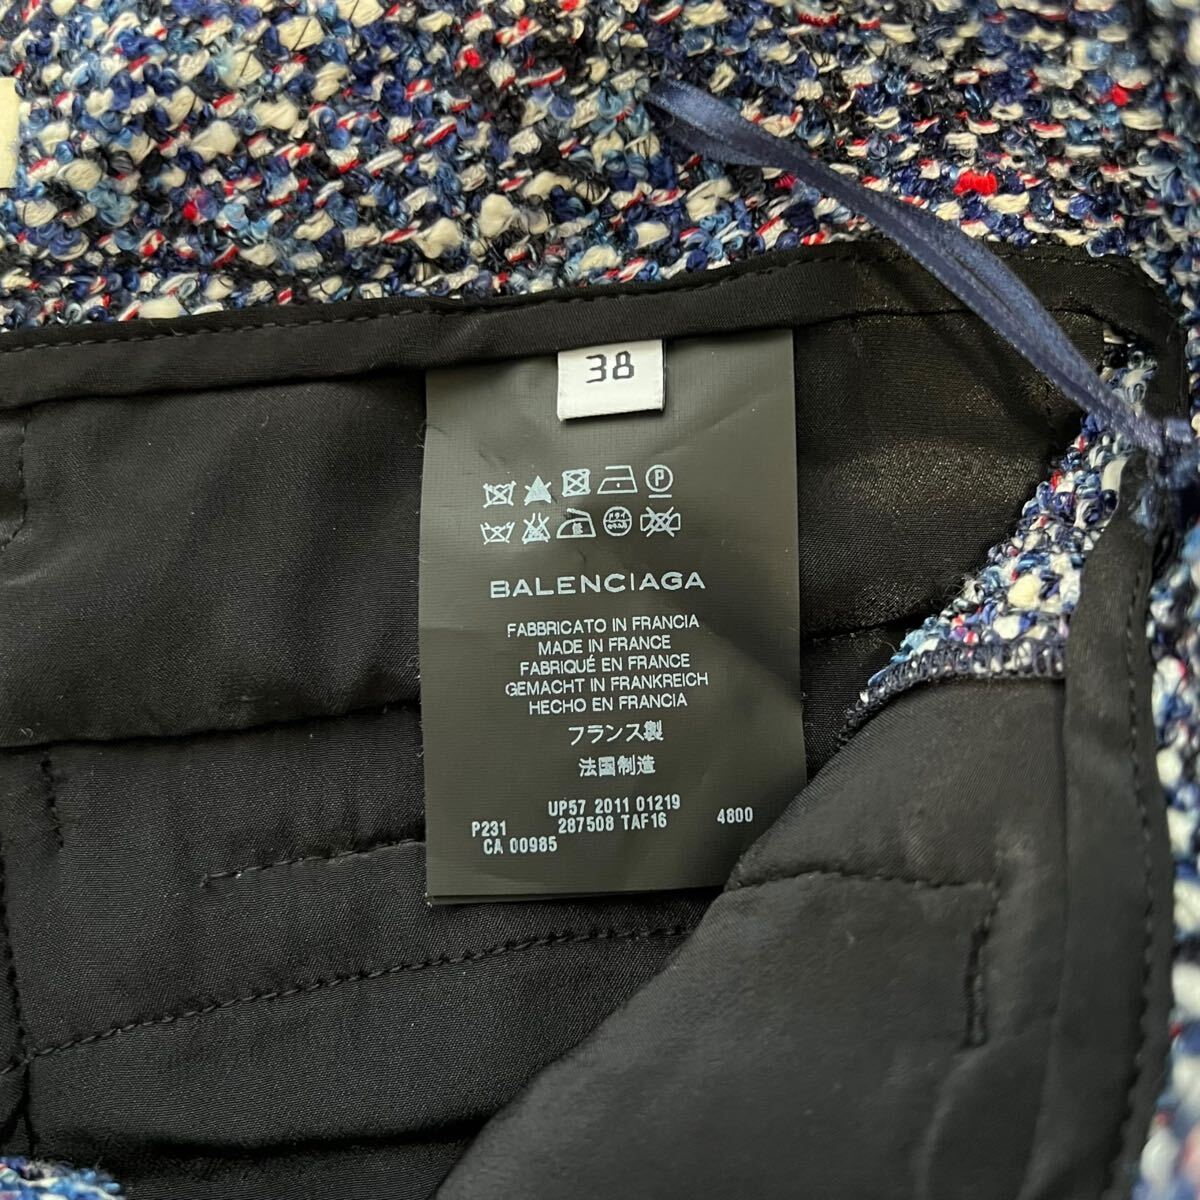 38
P
BALENCIAGA
FABBRICATO IN FRANCIA
MADE IN FRANCE
FABRIQUÉ EN FRANCE
GEMACHT IN FRANKREICH
HECHO EN FRANCIA
フランス製
法国制造
UP57 2011 01219
P231 287508 TAF16 4800
CA 00985